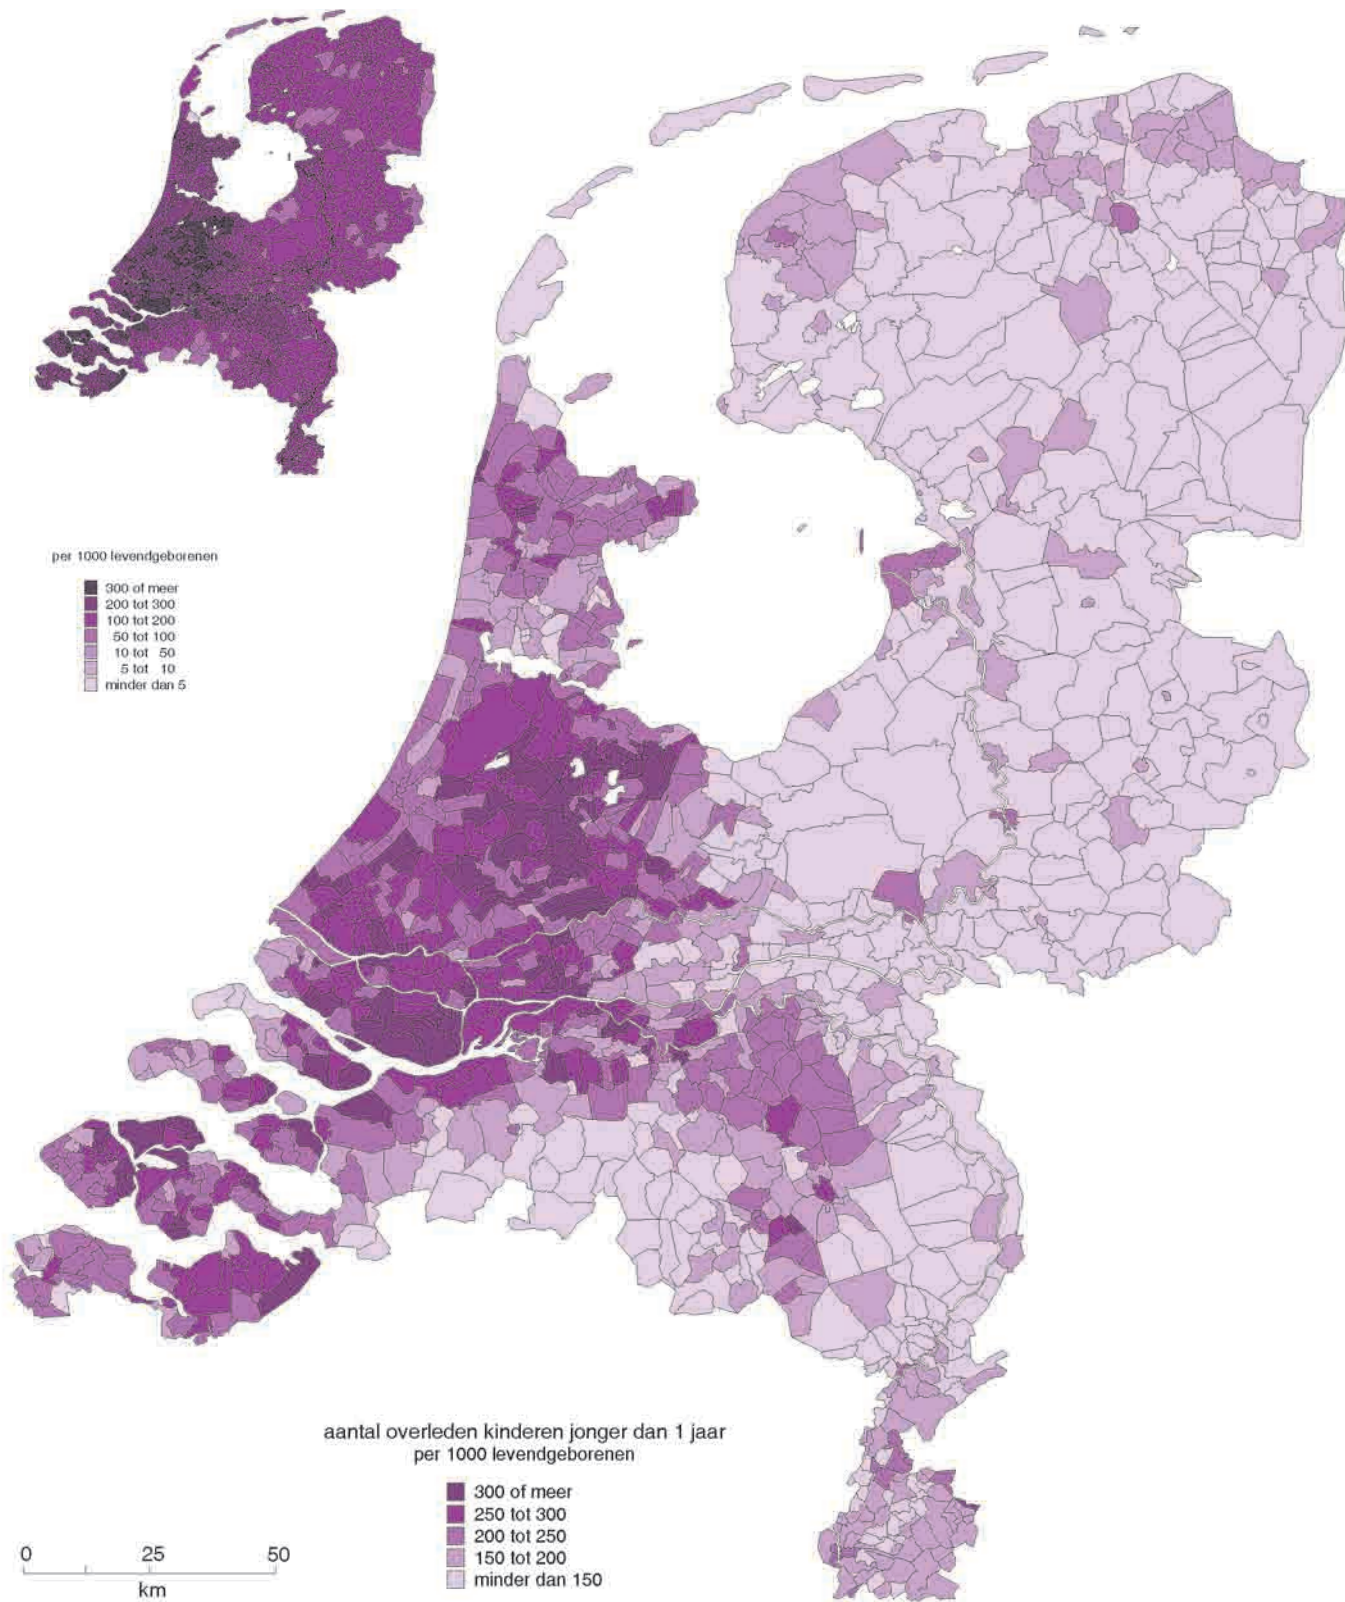 per 1000 levendgeborenen
300 of meer
200 tot 300
100 tot 200
50 tot 100
10 tot 50
5 tot 10
minder dan 5
aantal overleden kinderen jonger dan 1 jaar
per 1000 levendgeborenen
300 of meer
250 tot 300
200 tot 250
150 tot 200
minder dan 150
0 25 50
km